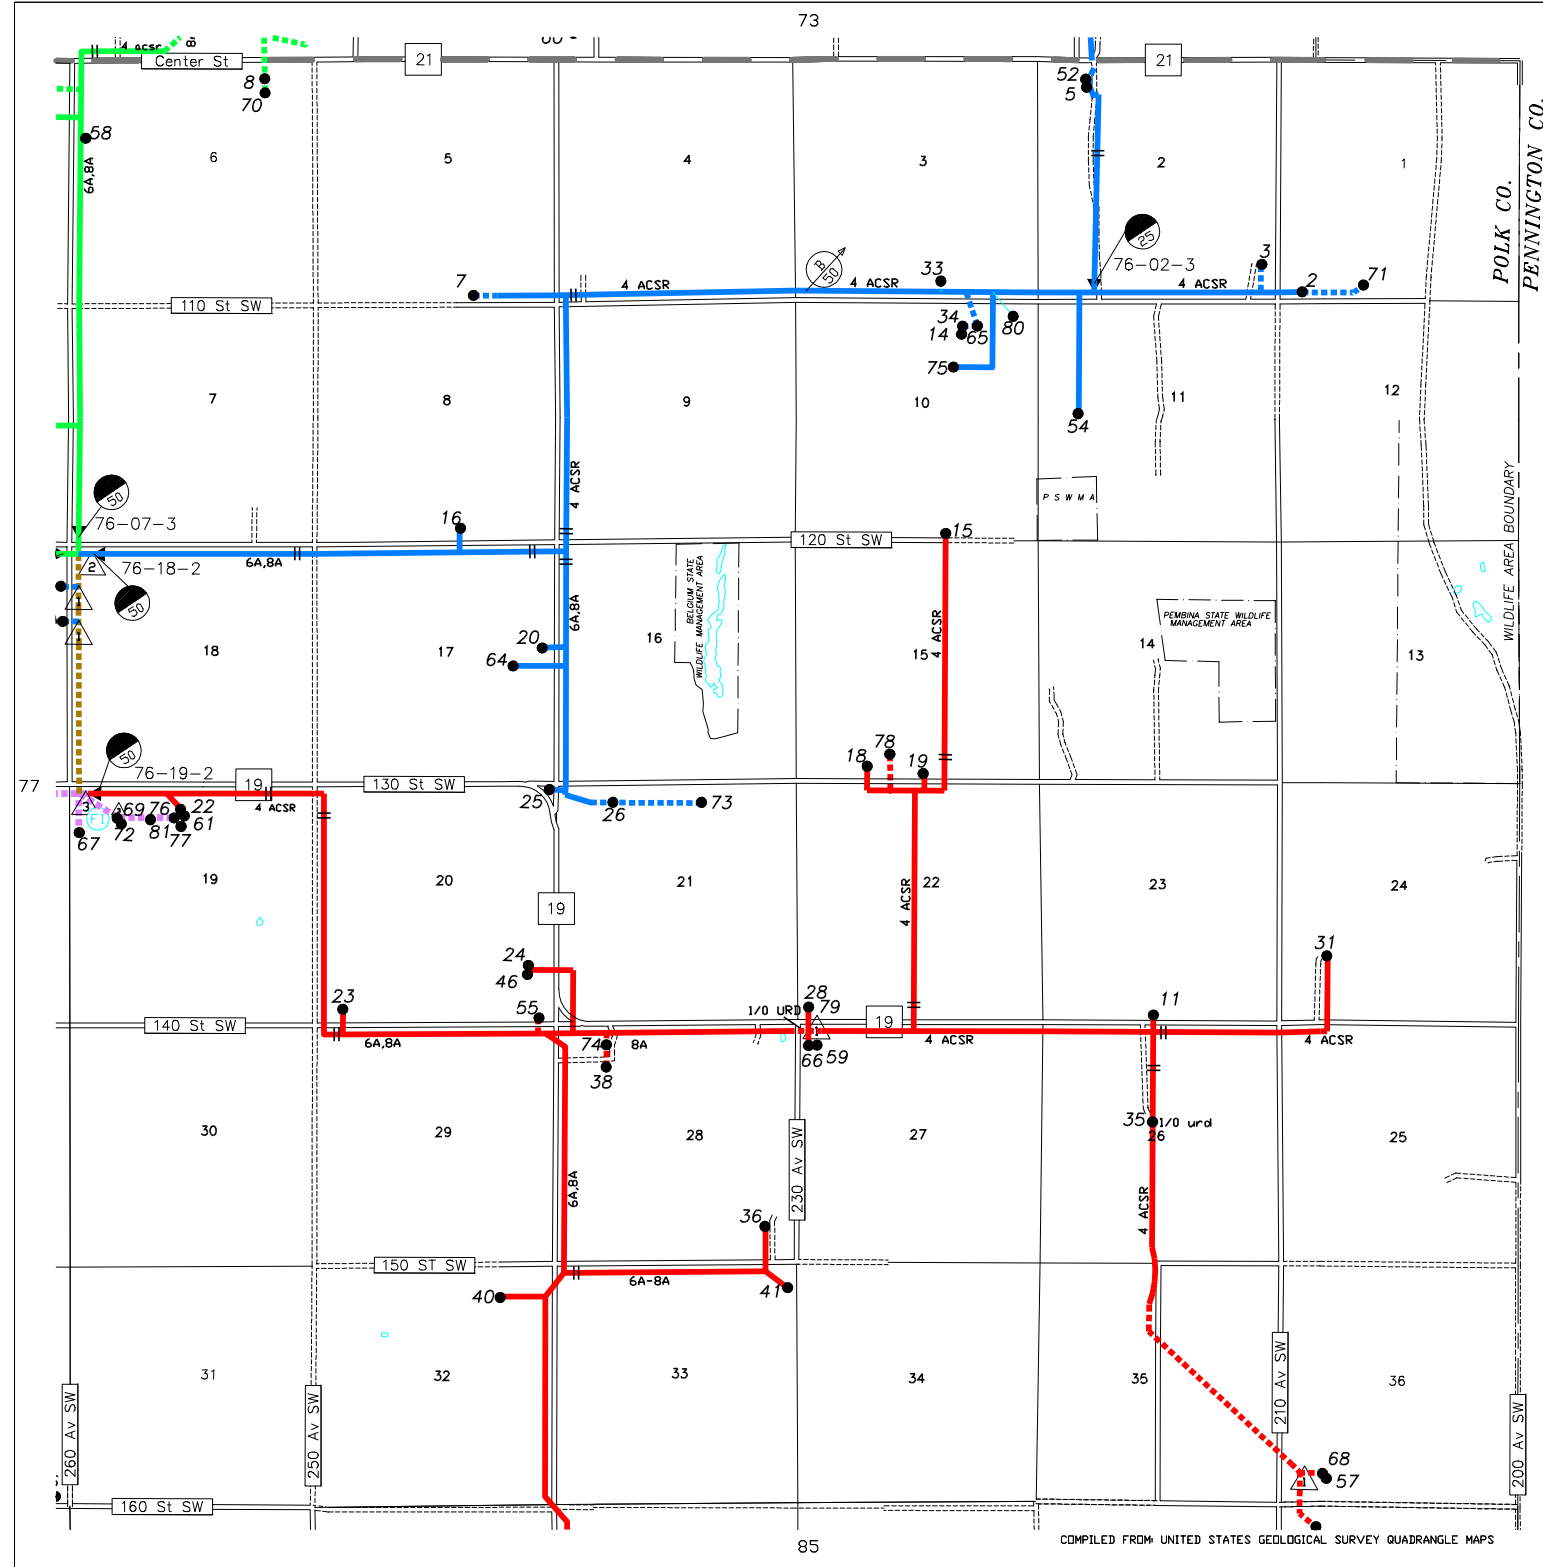 73
4 acsr
8
Center St
21
21
8
70
52
5
58
6A,8A
6
5
4
3
2
1
POLK CO.
PENNINGTON CO.
25
76-02-3
B
50
7
4 ACSR
4 ACSR
33
4 ACSR
3
2
71
110 St SW
34
14
65
80
75
54
7
8
9
10
11
12
4 ACSR
50
76-07-3
16
P S W M A
15
120 St SW
WILDLIFE AREA BOUNDARY
2
76-18-2
6A,8A
50
1
1
6A,8A
BELGIUM STATE
WILDLIFE MANAGEMENT AREA
4 ACSR
PEMBINA STATE WILDLIFE
MANAGEMENT AREA
20
64
18
17
16
15
14
13
50
76-19-2
77
19
130 St SW
18
78
19
3
F1
4 ACSR
25
26
73
69
76
22
61
67
72
81
77
19
20
21
22
23
24
4 ACSR
19
24
46
31
23
55
28
79
1/0 URD
1
11
140 St SW
19
6A,8A
74
8A
4 ACSR
4 ACSR
66
59
38
35
1/0 urd
30
29
28
27
26
25
230 Av SW
6A,8A
4 ACSR
36
150 ST SW
6A-8A
40
41
31
32
33
34
35
36
260 Av SW
250 Av SW
210 Av SW
200 Av SW
68
57
1
160 St SW
85
COMPILED FROM: UNITED STATES GEOLOGICAL SURVEY QUADRANGLE MAPS